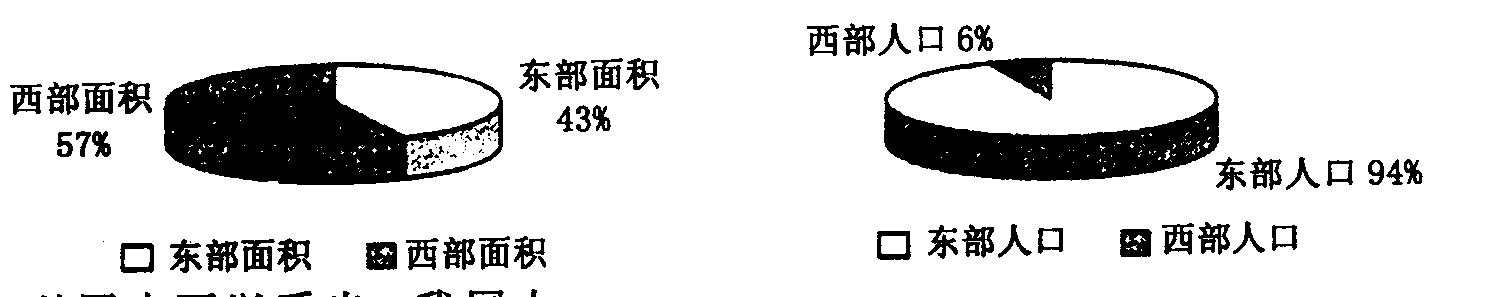 西部面积
57%
东部面积
43%
东部面积 西部面积
西部人口 6%
东部人口 94%
东部人口 西部人口